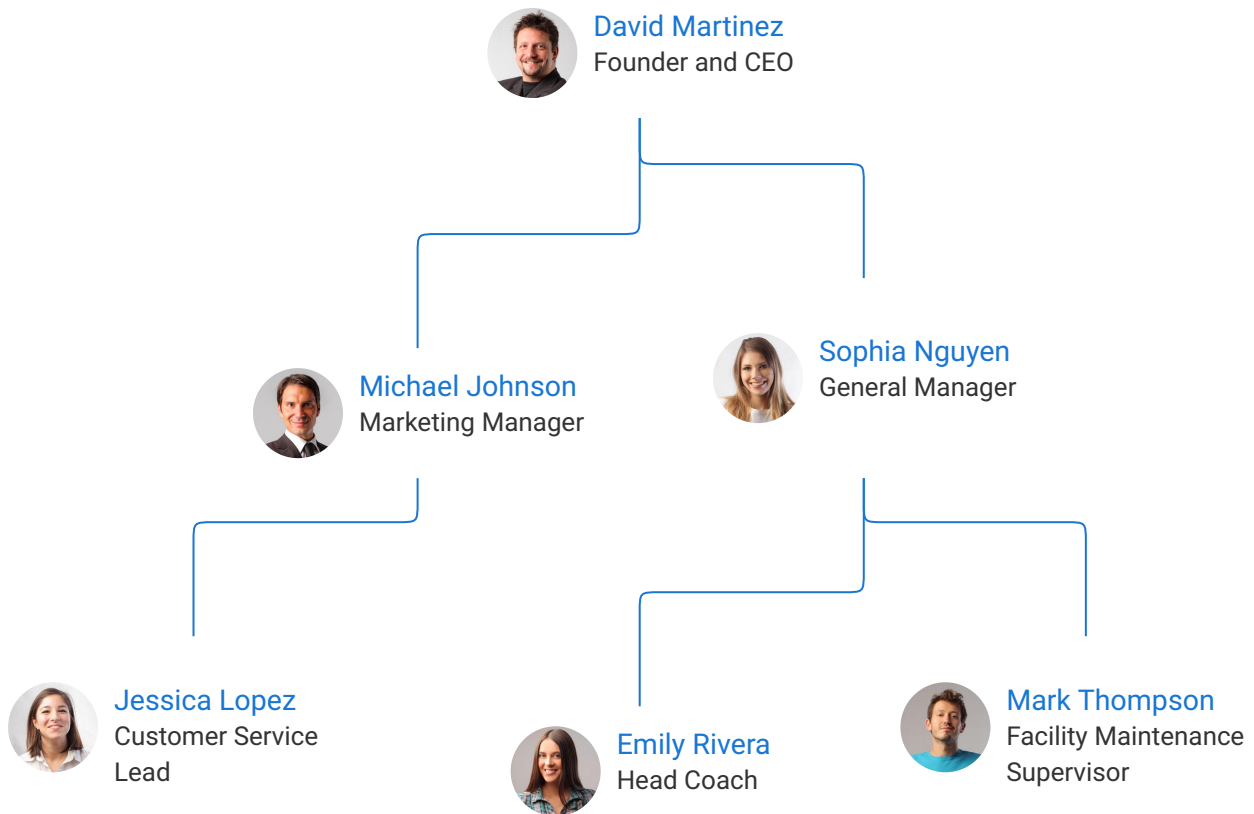 David Martinez
Founder and CEO
Michael Johnson
Marketing Manager
Sophia Nguyen
General Manager
Jessica Lopez
Customer Service
Lead
Emily Rivera
Head Coach
Mark Thompson
Facility Maintenance
Supervisor